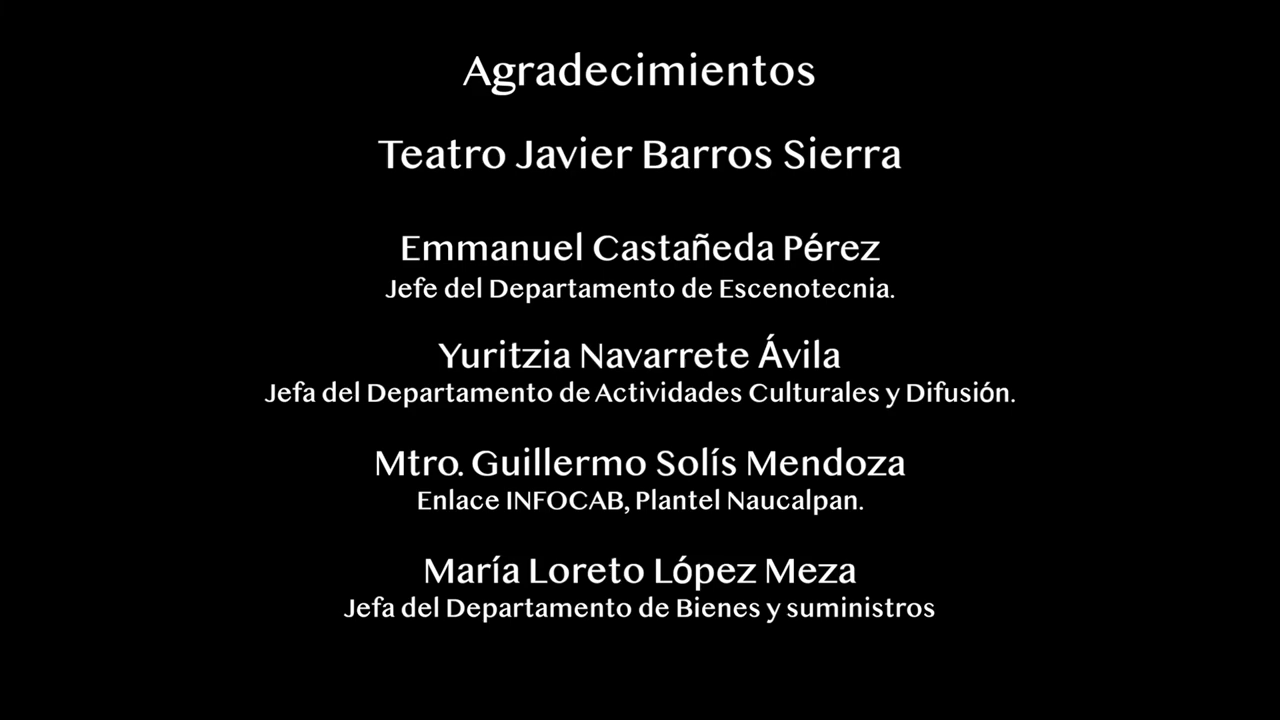 Agradecimientos
Teatro Javier Barros Sierra
Emmanuel Castañeda Pérez
Jefe del Departamento de Escenotecnia.
Yuritzia Navarrete Ávila
Jefa del Departamento de Actividades Culturales y Difusión.
Mtro. Guillermo Solís Mendoza
Enlace INFOCAB, Plantel Naucalpan.
María Loreto López Meza
Jefa del Departamento de Bienes y suministros